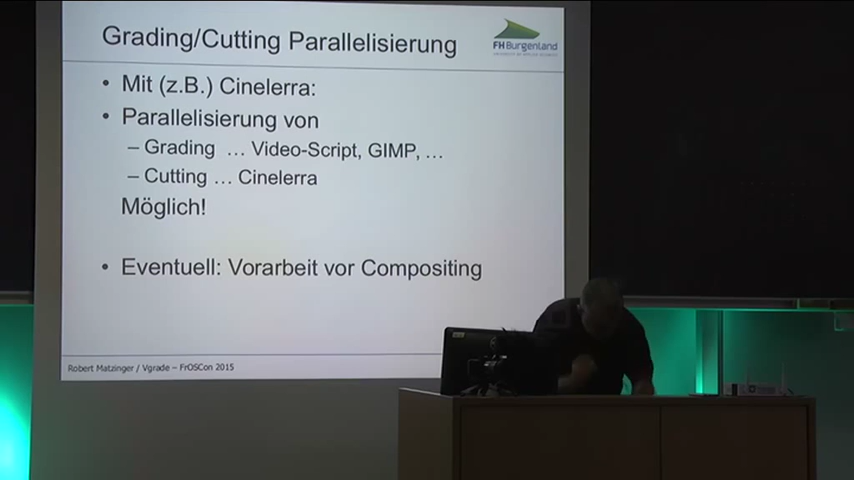 Grading/Cutting Parallelisierung
FH Burgenland
• Mit (z.B.) Cinelerra:
• Parallelisierung von
– Grading … Video-Script, GIMP, …
– Cutting … Cinelerra
Möglich!
• Eventuell: Vorarbeit vor Compositing
Robert Matzinger / Vgrade – FrOSCon 2015